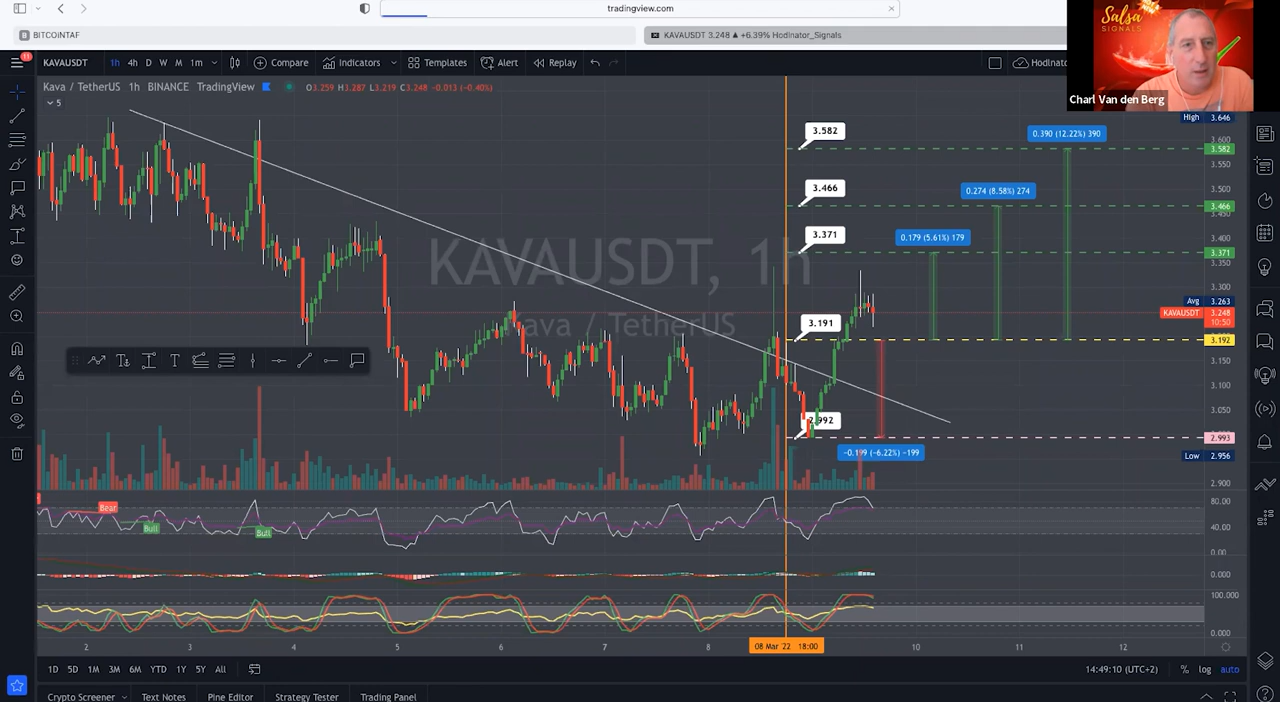 tradingview.com
BITCOINTAF
KAVAUSDT 3.248 ▲ +6.39% Hodlnator_Signals
Salsa
SIGNALS
Charl Van den Berg
11
KAVAUSDT 1h 4h D W M 1m Compare Indicators Templates Alert Replay
Kava / TetherUS 1h BINANCE TradingView O3.259 H3.287 L3.219 C3.248 -0.013 (-0.40%)
5
KAVAUSDT, 1h
Kava / TetherUS
3.582
3.466
3.371
3.191
0.390 (12.22%) 390
0.274 (8.58%) 274
0.179 (5.61%) 179
-0.199 (-6.22%) -199
High 3.646
3.600
3.582
3.550
3.500
3.466
3.450
3.400
3.371
3.350
3.300
Avg 3.263
KAVAUSDT 3.248
10:50
3.192
3.150
3.100
3.050
2.993
Low 2.956
2.900
Bear
Bull
Bull
80.00
40.00
0.00
0.000
100.000
0.000
2 3 4 5 6 7 8 08 Mar '22 18:00 10 11 12
1D 5D 1M 3M 6M YTD 1Y 5Y All 14:49:10 (UTC+2) % log auto
Crypto Screener Text Notes Pine Editor Strategy Tester Trading Panel